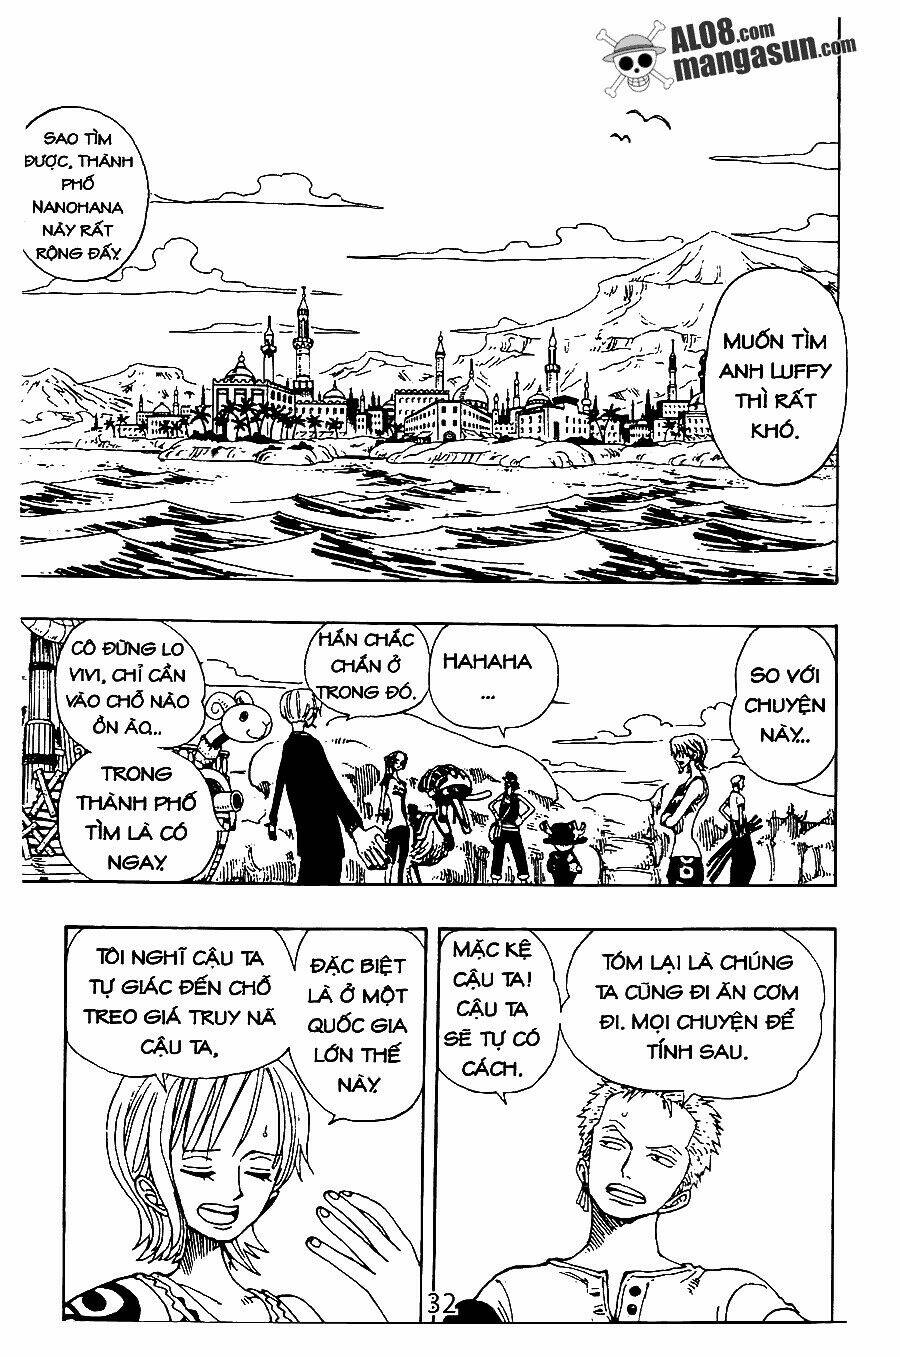 AL08.com
mangasun.com
MUỐN TÌM
ANH LUFFY
THÌ RẤT
KHÓ.
SAO TÌM
ĐƯỢC, THÁNH
PHỐ
NANOHANA
NÀY RẤT
RỘNG ĐẤY.
SO VỚI
CHUYỆN
NÀY...
HAHAHA
...
HẮN CHẮC
CHẮN Ở
TRONG ĐÓ.
CÔ ĐỪNG LO
VIVI, CHỈ CẦN
VÀO CHỖ NÀO
ỒN ÀO...
TRONG
THÀNH PHỐ
TÌM LÀ CÓ
NGAY.
TÓM LẠI LÀ CHÚNG
TA CŨNG ĐI ĂN CƠM
ĐI. MỌI CHUYỆN ĐỂ
TÍNH SAU.
MẶC KỆ
CẬU TA!
CẬU TA
SẼ TỰ CÓ
CÁCH.
ĐẶC BIỆT
LÀ Ở MỘT
QUỐC GIA
LỚN THẾ
NÀY.
TÔI NGHĨ CẬU TA
TỰ GIÁC ĐẾN CHỖ
TREO GIÁ TRUY NÃ
CẬU TA,
32